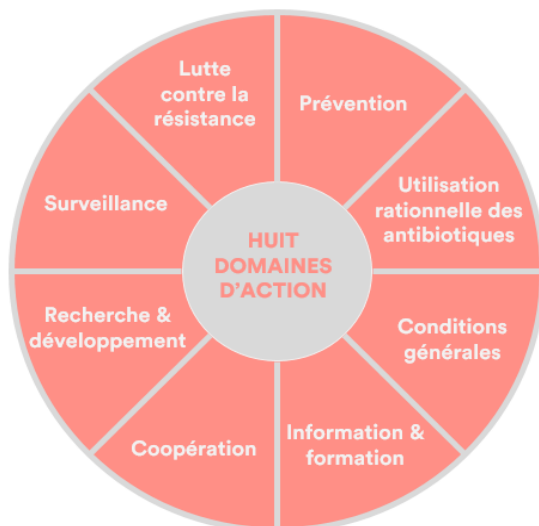 Lutte
contre la
résistance
Prévention
Utilisation
rationnelle des
antibiotiques
Conditions
générales
Information &
formation
Coopération
Recherche &
développement
Surveillance
HUIT
DOMAINES
D'ACTION